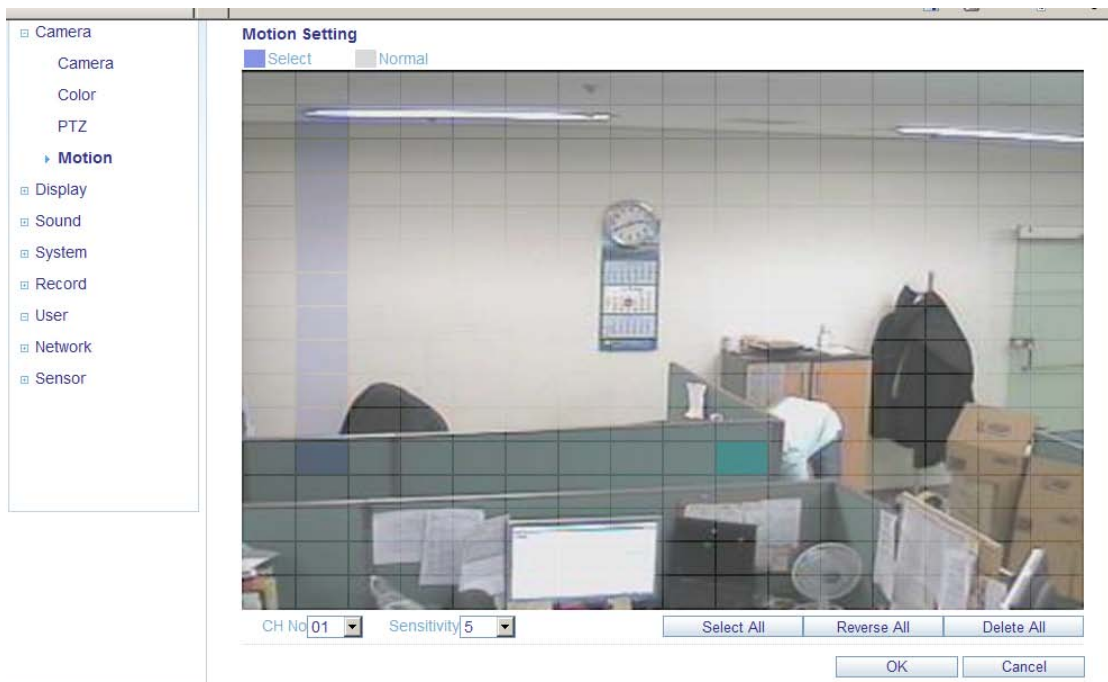 Camera
Camera
Color
PTZ
Motion
Display
Sound
System
Record
User
Network
Sensor
Motion Setting
Select Normal
CH No 01 Sensitivity 5 Select All Reverse All Delete All
OK Cancel